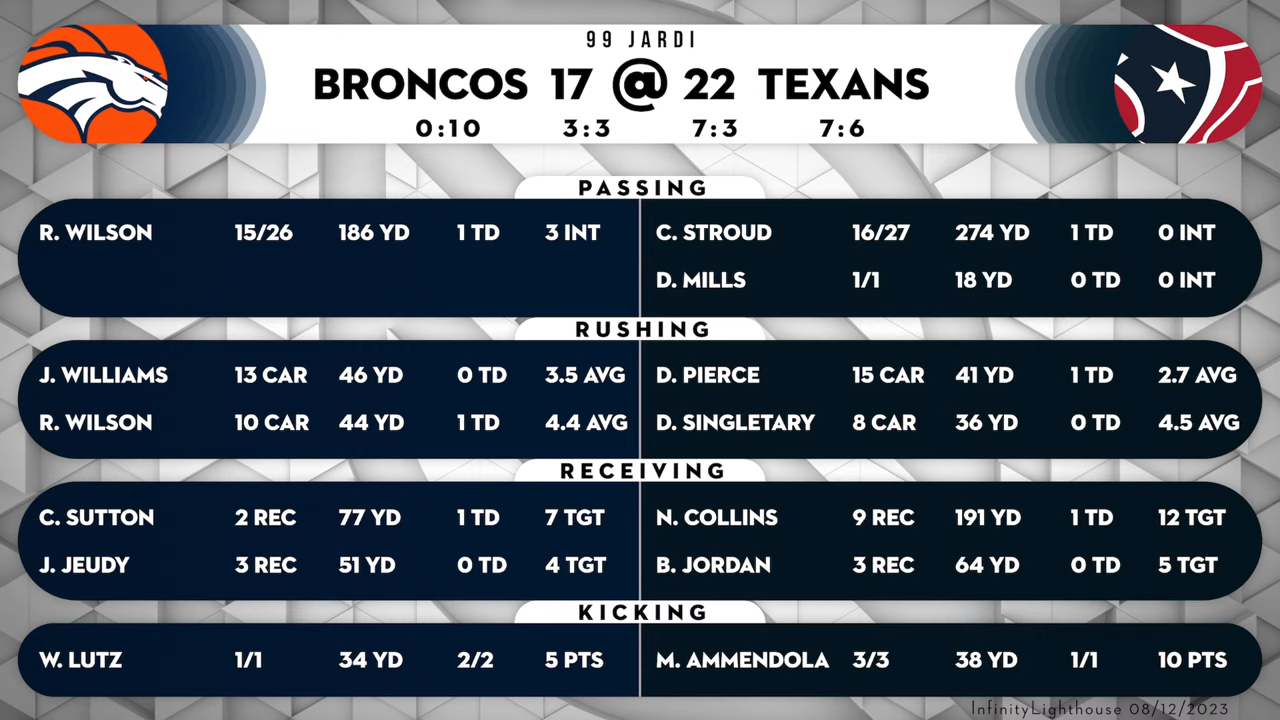 99 JARDI
BRONCOS 17 @ 22 TEXANS
0:10 3:3 7:3 7:6
PASSING
R. WILSON 15/26 186 YD 1 TD 3 INT C. STROUD 16/27 274 YD 1 TD 0 INT
D. MILLS 1/1 18 YD 0 TD 0 INT
RUSHING
J. WILLIAMS 13 CAR 46 YD 0 TD 3.5 AVG D. PIERCE 15 CAR 41 YD 1 TD 2.7 AVG
R. WILSON 10 CAR 44 YD 1 TD 4.4 AVG D. SINGLETARY 8 CAR 36 YD 0 TD 4.5 AVG
RECEIVING
C. SUTTON 2 REC 77 YD 1 TD 7 TGT N. COLLINS 9 REC 191 YD 1 TD 12 TGT
J. JEUDY 3 REC 51 YD 0 TD 4 TGT B. JORDAN 3 REC 64 YD 0 TD 5 TGT
KICKING
W. LUTZ 1/1 34 YD 2/2 5 PTS M. AMMENDOLA 3/3 38 YD 1/1 10 PTS
InfinityLighthouse 08/12/2023